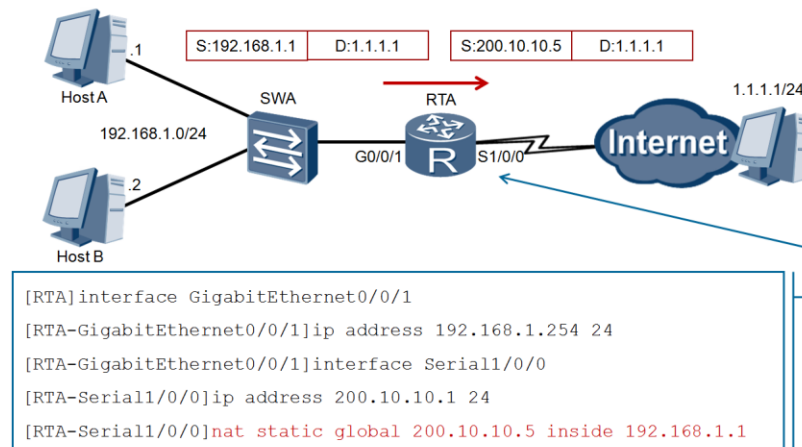 .1
S:192.168.1.1 D:1.1.1.1
S:200.10.10.5 D:1.1.1.1
Host A
SWA
RTA
1.1.1.1/24
192.168.1.0/24
G0/0/1
R
S1/0/0
Internet
.2
Host B
[RTA]interface GigabitEthernet0/0/1
[RTA-GigabitEthernet0/0/1]ip address 192.168.1.254 24
[RTA-GigabitEthernet0/0/1]interface Serial1/0/0
[RTA-Serial1/0/0]ip address 200.10.10.1 24
[RTA-Serial1/0/0]nat static global 200.10.10.5 inside 192.168.1.1